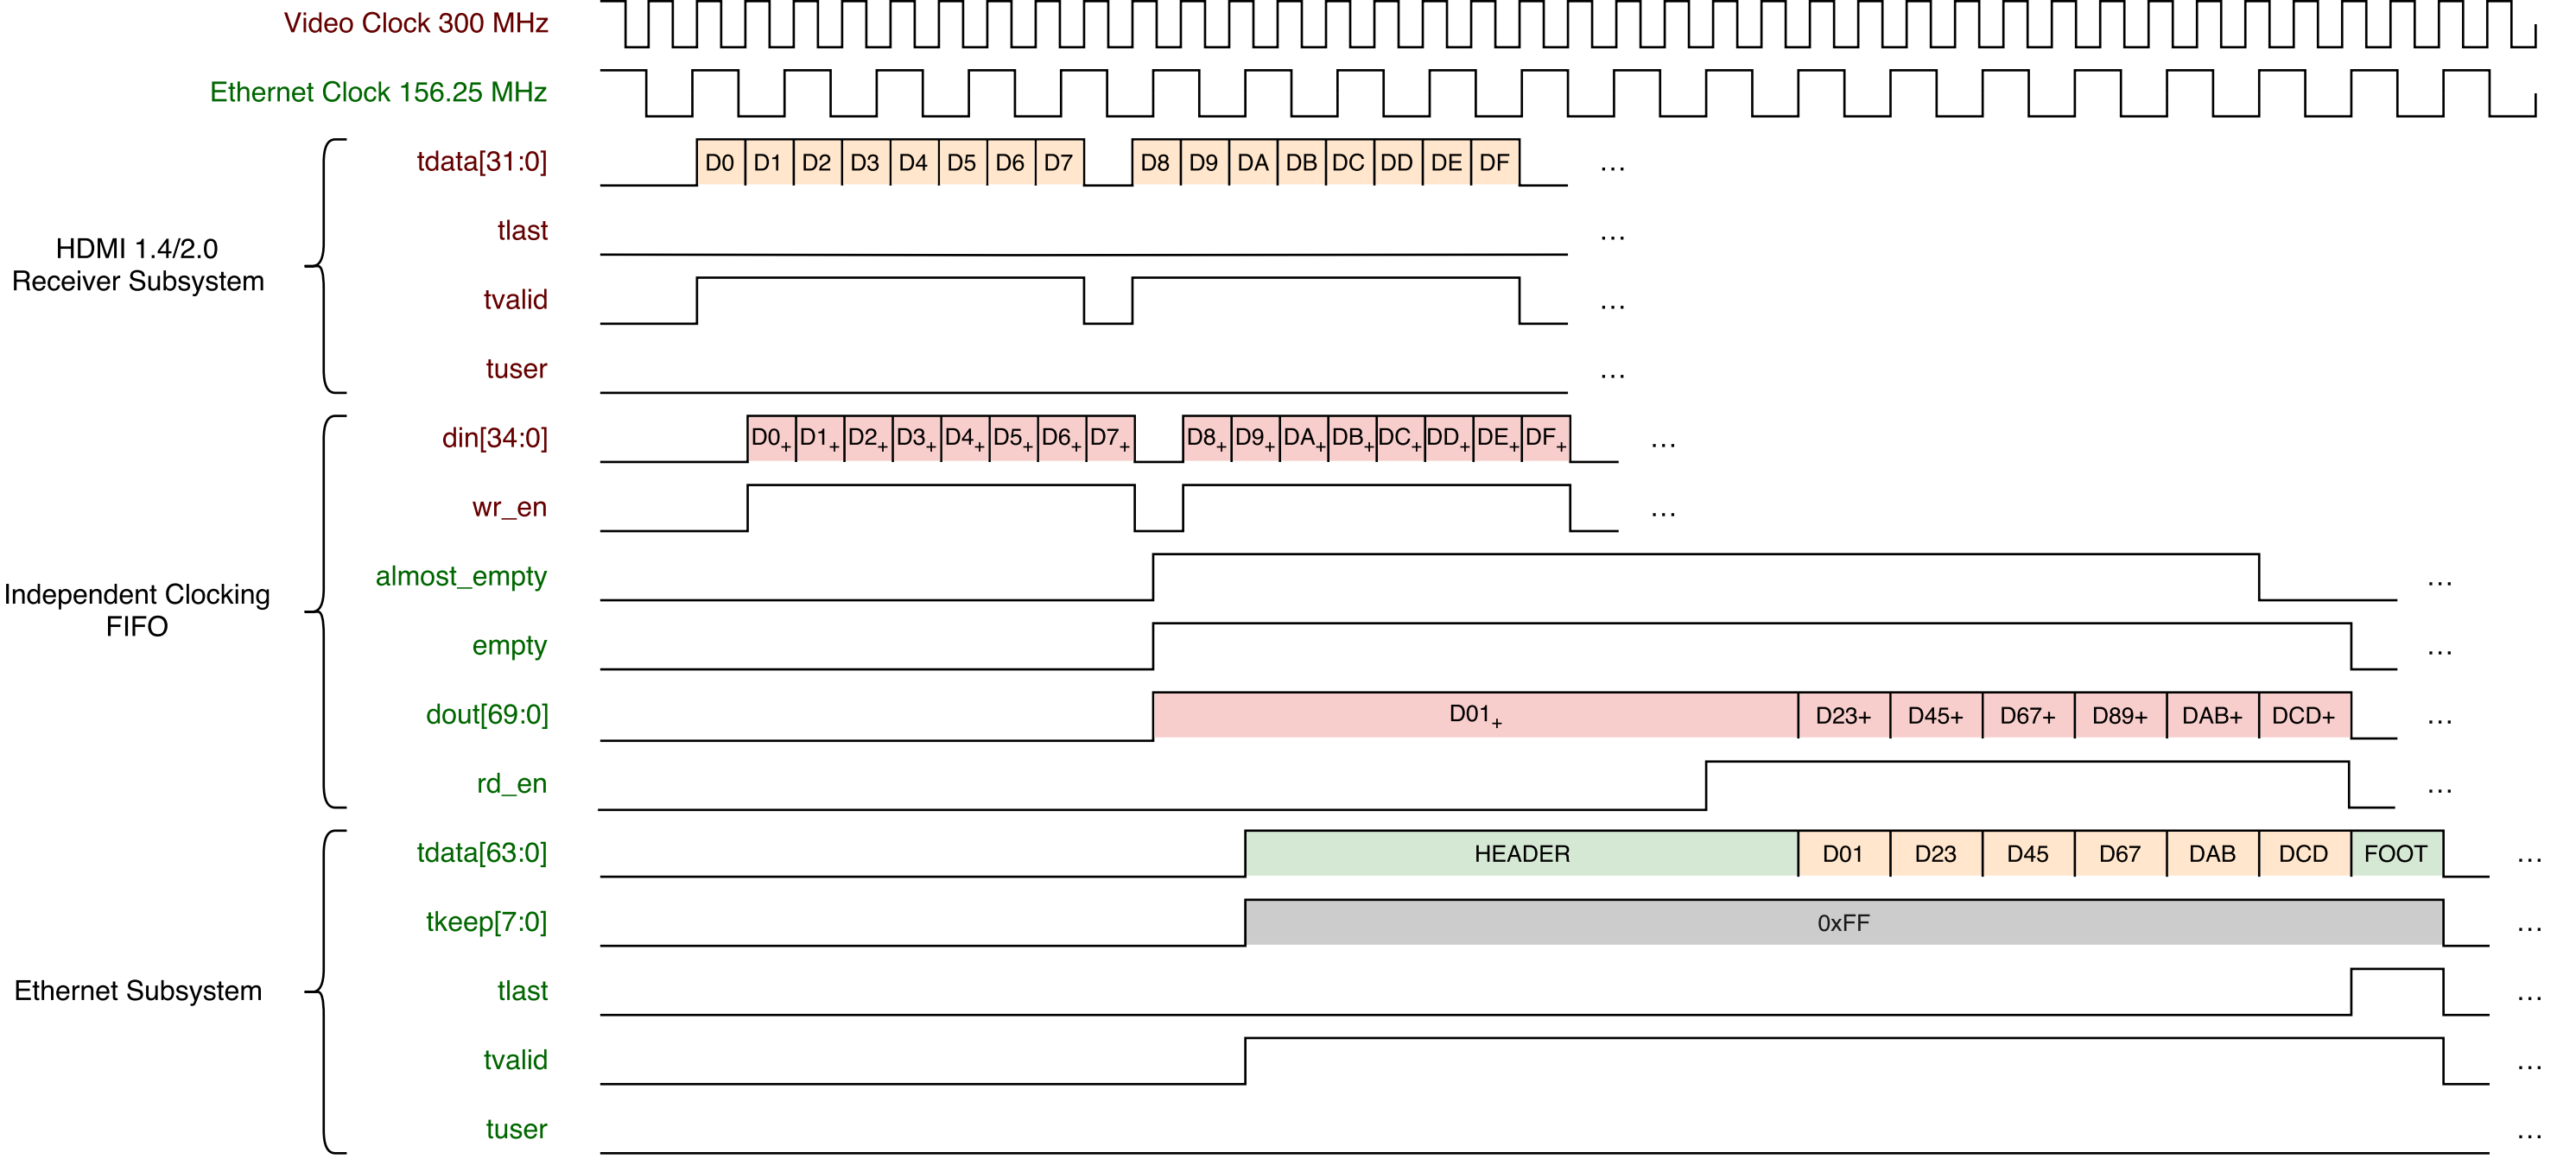 Video Clock 300 MHz
Ethernet Clock 156.25 MHz
HDMI 1.4/2.0
Receiver Subsystem
tdata[31:0] D0 D1 D2 D3 D4 D5 D6 D7 D8 D9 DA DB DC DD DE DF ...
tlast ...
tvalid ...
tuser ...
Independent Clocking
FIFO
din[34:0] D0+ D1+ D2+ D3+ D4+ D5+ D6+ D7+ D8+ D9+ DA+ DB+ DC+ DD+ DE+ DF+ ...
wr_en ...
almost_empty ...
empty ...
dout[69:0] D01+ D23+ D45+ D67+ D89+ DAB+ DCD+ ...
rd_en ...
Ethernet Subsystem
tdata[63:0] HEADER D01 D23 D45 D67 DAB DCD FOOT ...
tkeep[7:0] 0xFF ...
tlast ...
tvalid ...
tuser ...